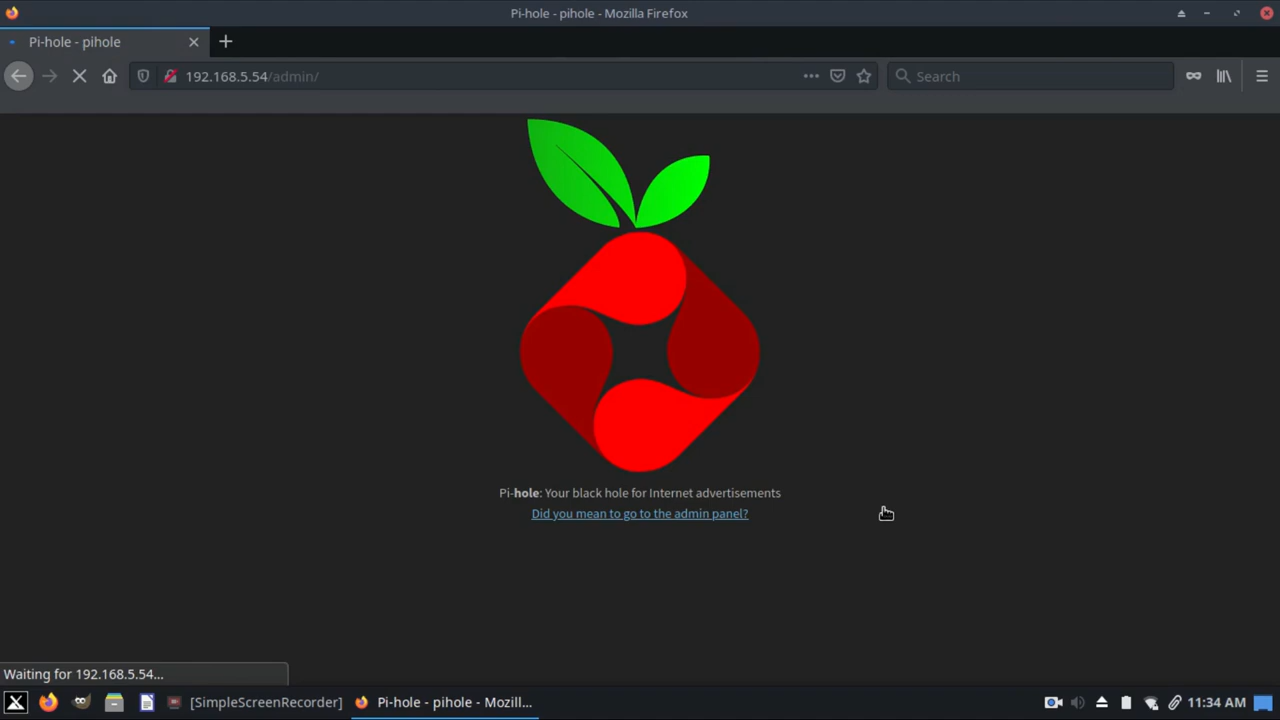 Pi-hole - pihole - Mozilla Firefox
Pi-hole - pihole
192.168.5.54/admin/
Search
Pi-hole: Your black hole for Internet advertisements
Did you mean to go to the admin panel?
Waiting for 192.168.5.54...
[SimpleScreenRecorder]
Pi-hole - pihole - Mozill...
11:34 AM